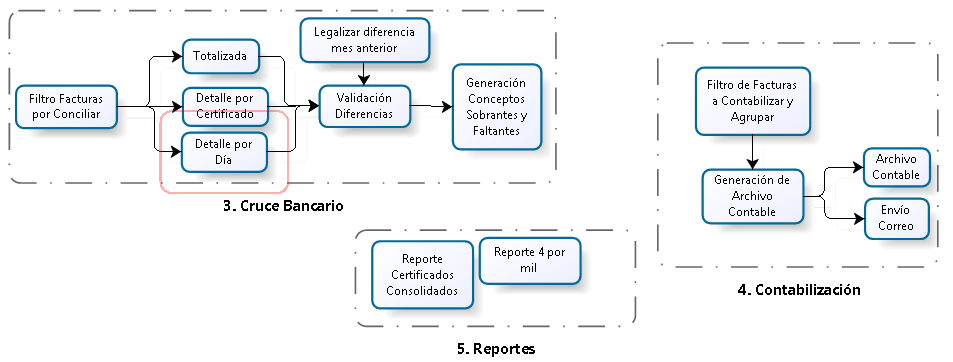 Legalizar diferencia
mes anterior
Totalizada
Filtro Facturas
por Conciliar
Detalle por
Certificado
Validación
Diferencias
Generación
Conceptos
Sobrantes y
Faltantes
Detalle por
Día
3. Cruce Bancario
Filtro de Facturas
a Contabilizar y
Agrupar
Generación de
Archivo
Contable
Archivo
Contable
Envío
Correo
4. Contabilización
Reporte
Certificados
Consolidados
Reporte 4 por
mil
5. Reportes